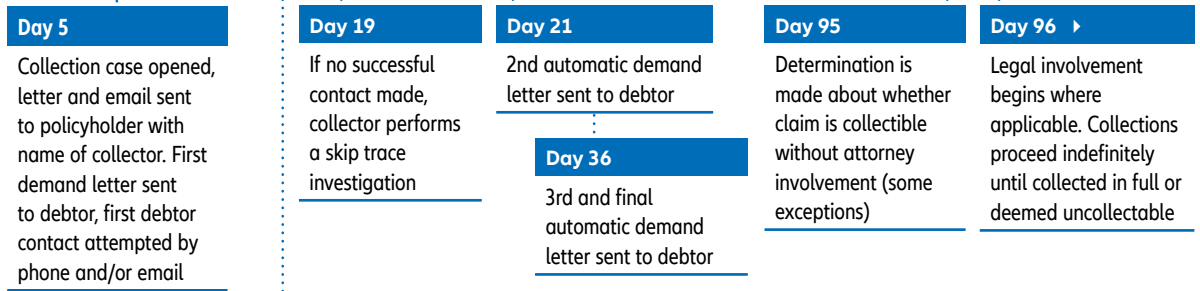 Day 5
Collection case opened,
letter and email sent
to policyholder with
name of collector. First
demand letter sent
to debtor, first debtor
contact attempted by
phone and/or email
Day 19
If no successful
contact made,
collector performs
a skip trace
investigation
Day 21
2nd automatic demand
letter sent to debtor
Day 36
3rd and final
automatic demand
letter sent to debtor
Day 95
Determination is
made about whether
claim is collectible
without attorney
involvement (some
exceptions)
Day 96
Legal involvement
begins where
applicable. Collections
proceed indefinitely
until collected in full or
deemed uncollectable